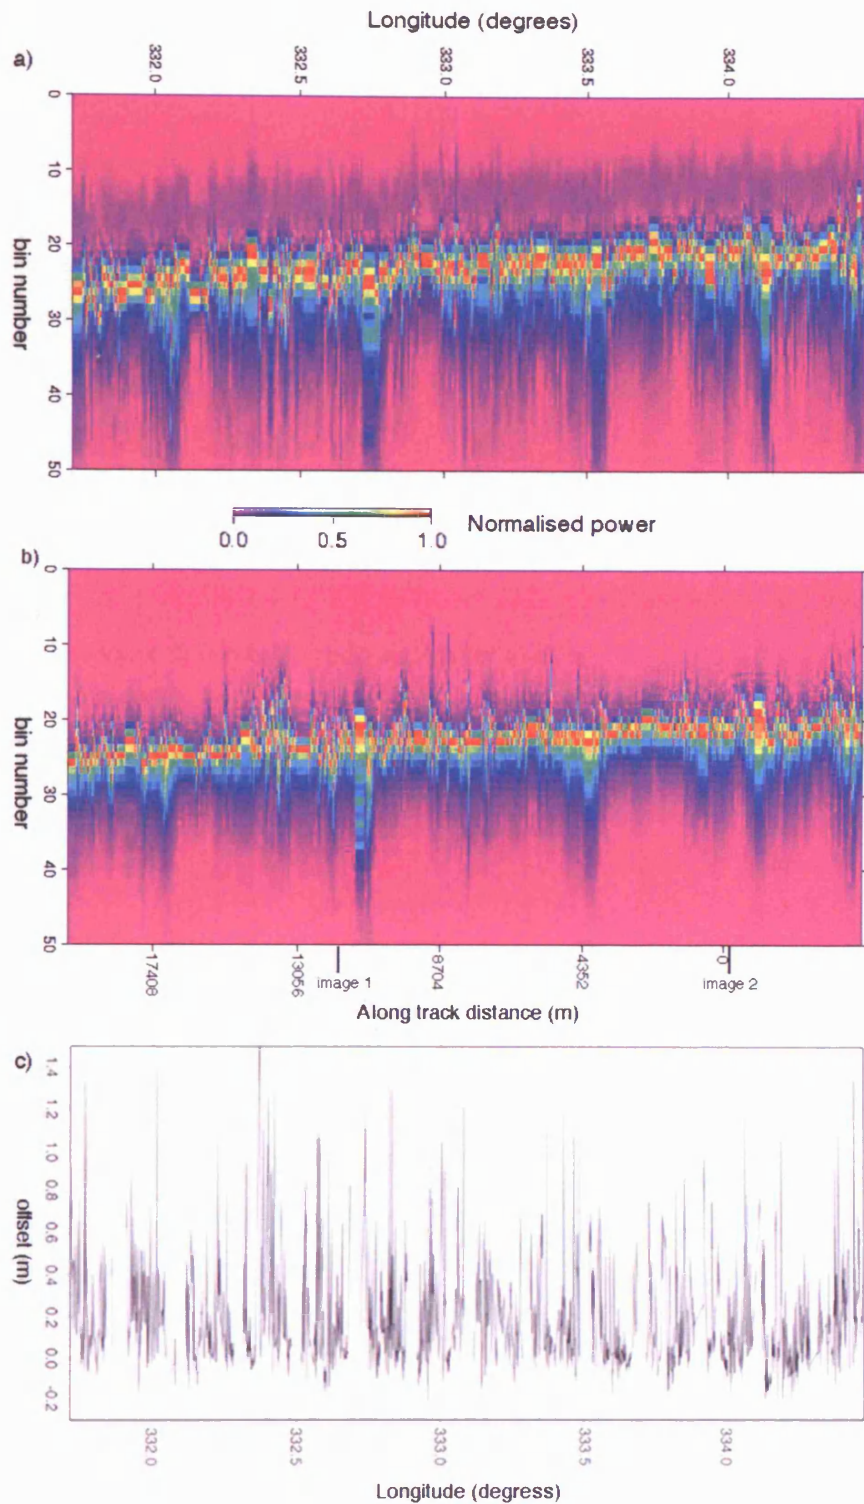 Longitude (degrees)
332.0 332.5 333.0 333.5 334.0
a)
0 10 20 30 40 50
bin number
0.0 0.5 1.0
Normalised power
b)
0 10 20 30 40 50
bin number
17408 13056 8704 4352 0
image 1
image 2
Along track distance (m)
c)
1.4 1.2 1.0 0.8 0.6 0.4 0.2 0.0 -0.2
offset (m)
332.0 332.5 333.0 333.5 334.0
Longitude (degress)